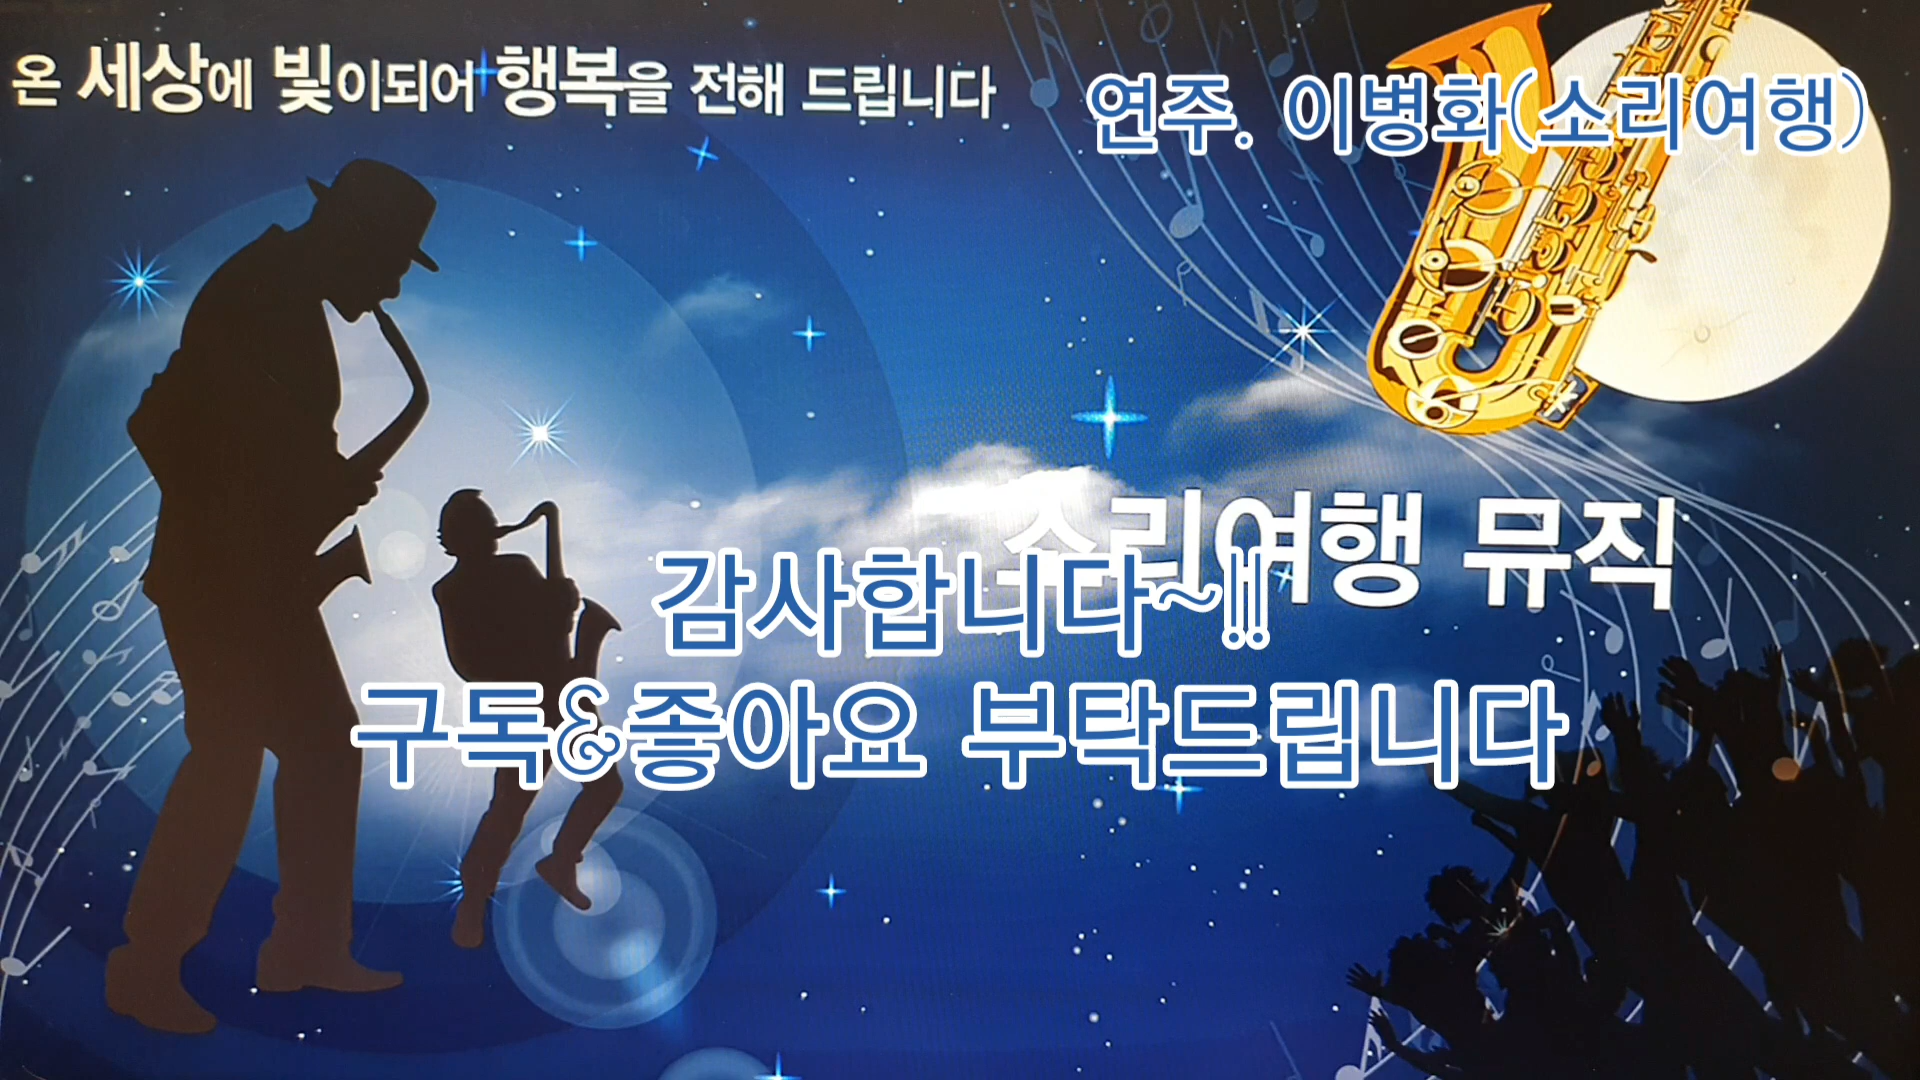 온 세상에 빛이되어 행복을 전해 드립니다
연주. 이병화(소리여행)
소리여행 뮤직
감사합니다~!!
구독&좋아요 부탁드립니다